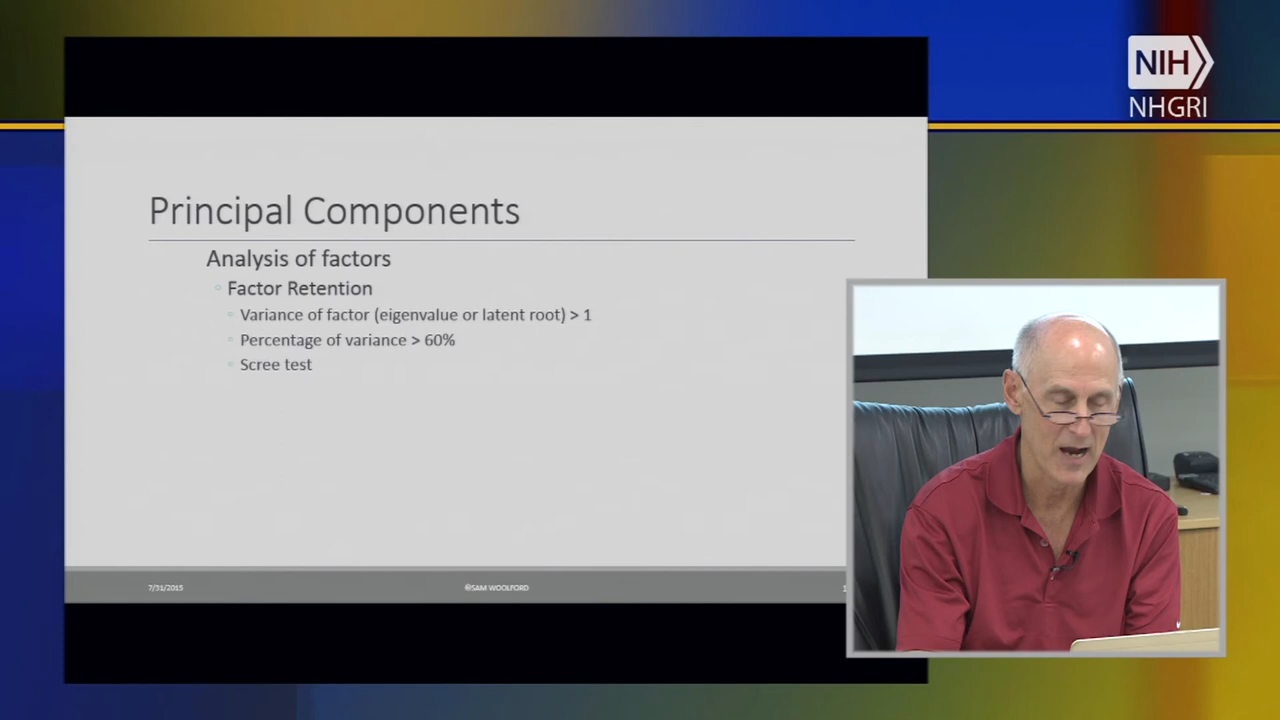 NIH
NHGRI
Principal Components
Analysis of factors
Factor Retention
Variance of factor (eigenvalue or latent root) > 1
Percentage of variance > 60%
Scree test
7/31/2015
@SAM WOOLFORD